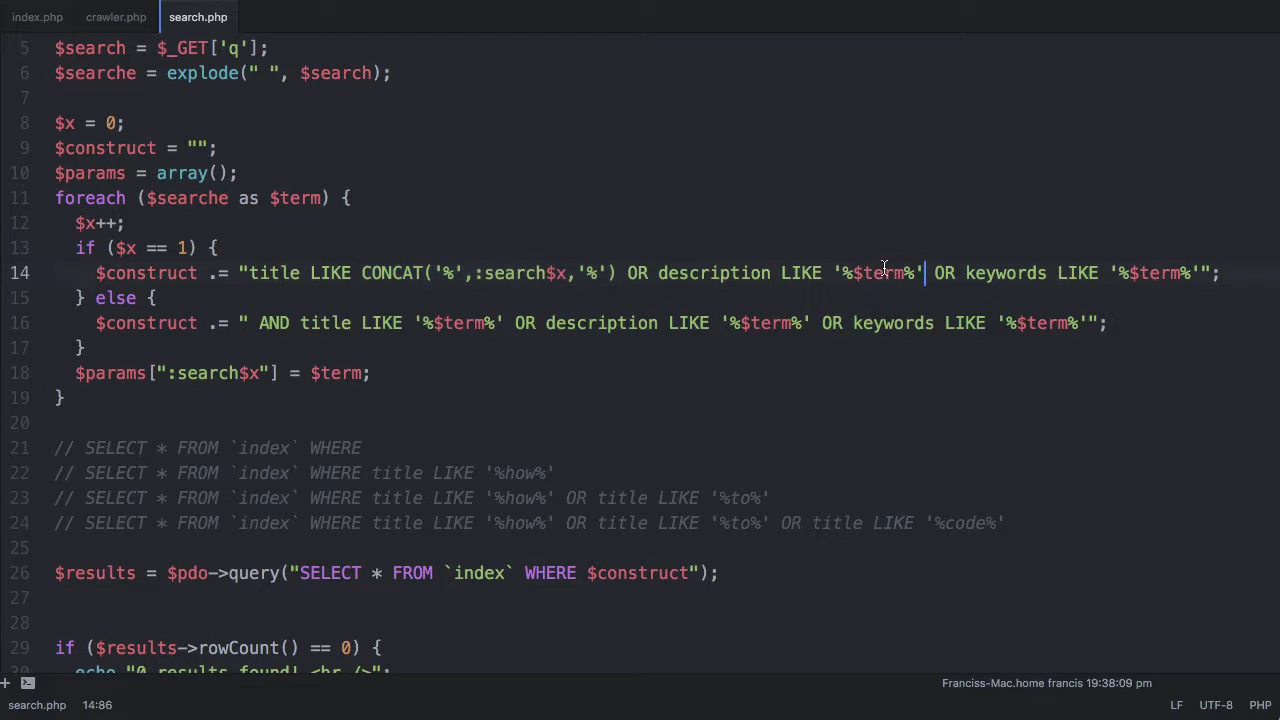 index.php crawler.php search.php
5 $search = $_GET['q'];
6 $searche = explode(" ", $search);
7
8 $x = 0;
9 $construct = "";
10 $params = array();
11 foreach ($searche as $term) {
12 $x++;
13 if ($x == 1) {
14 $construct .= "title LIKE CONCAT('%',:search$x,'%') OR description LIKE '%$term%' OR keywords LIKE '%$term%'";
15 } else {
16 $construct .= " AND title LIKE '%$term%' OR description LIKE '%$term%' OR keywords LIKE '%$term%'";
17 }
18 $params[":search$x"] = $term;
19 }
20
21 // SELECT * FROM `index` WHERE
22 // SELECT * FROM `index` WHERE title LIKE '%how%'
23 // SELECT * FROM `index` WHERE title LIKE '%how%' OR title LIKE '%to%'
24 // SELECT * FROM `index` WHERE title LIKE '%how%' OR title LIKE '%to%' OR title LIKE '%code%'
25
26 $results = $pdo->query("SELECT * FROM `index` WHERE $construct");
27
28
29 if ($results->rowCount() == 0) {
30 echo "0 results found! <br />";
+ Franciss-Mac.home francis 19:38:09 pm
search.php 14:86 LF UTF-8 PHP